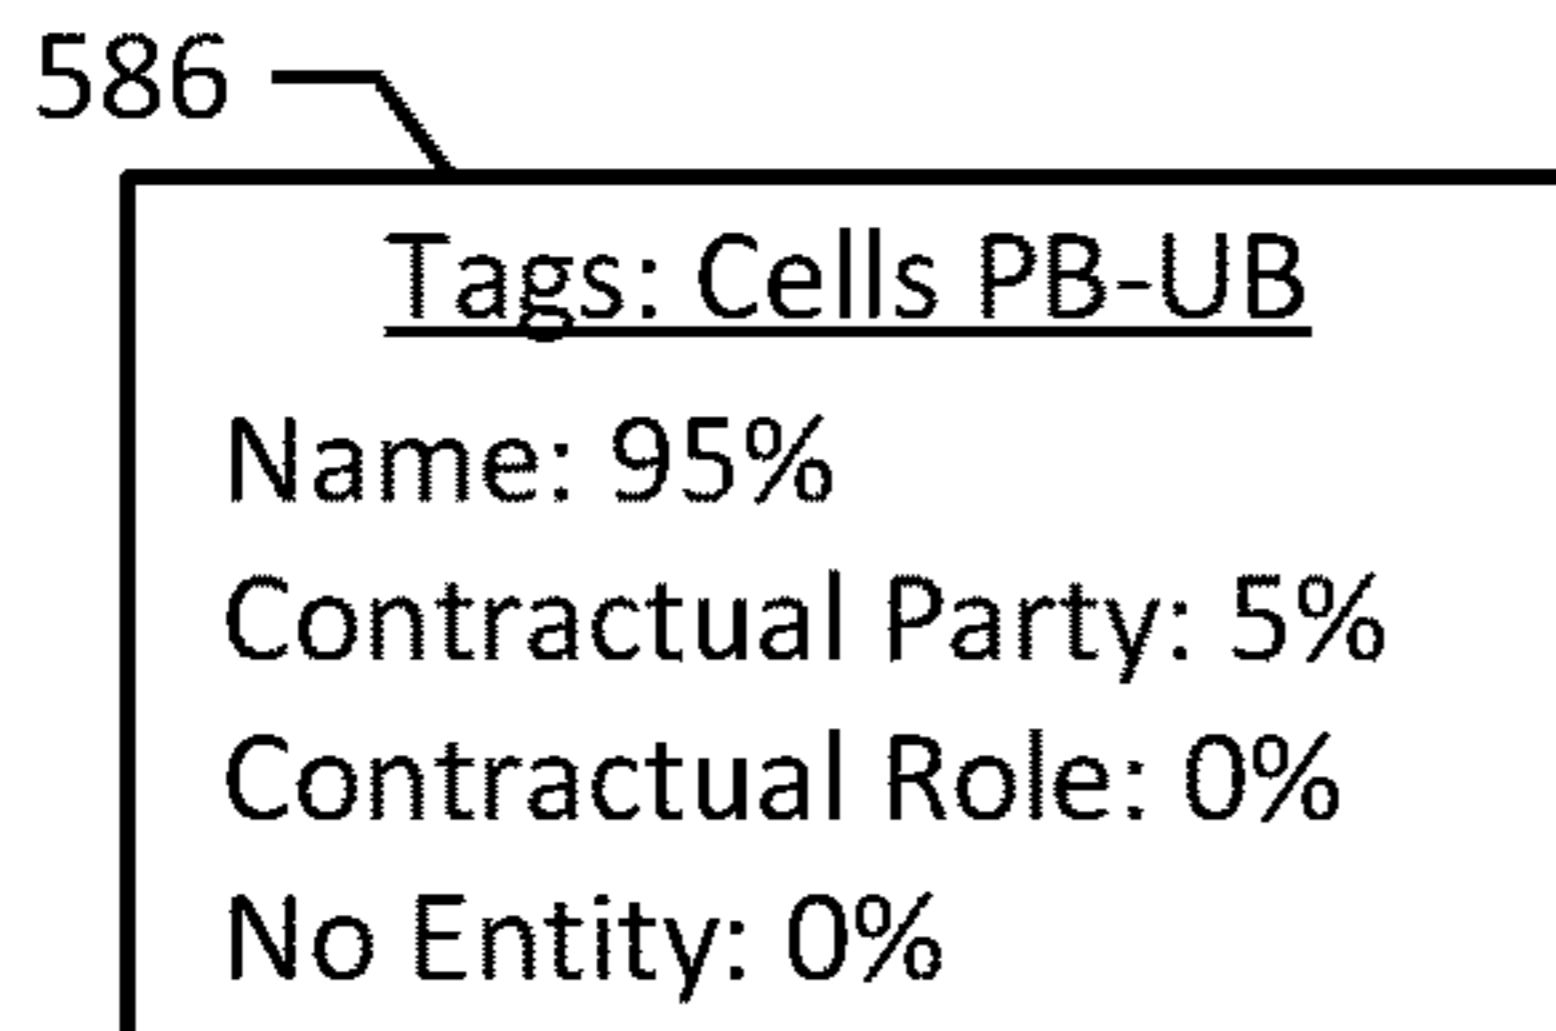 586
Tags: Cells PB-UB
Name: 95%
Contractual Party: 5%
Contractual Role: 0%
No Entity: 0%